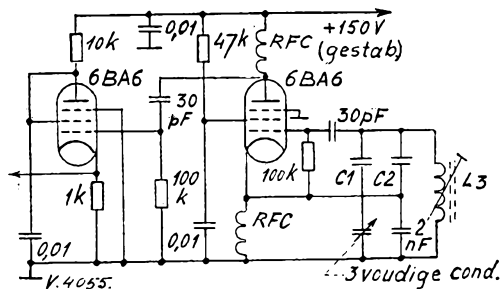 0,01
+150V
(gestab)
10k
47k
RFC
6BA6
6BA6
30
pF
30pF
100k
C1
C2
L3
1k
100
k
0,01
0,01
RFC
2
nF
V.4055.
3voudige cond.